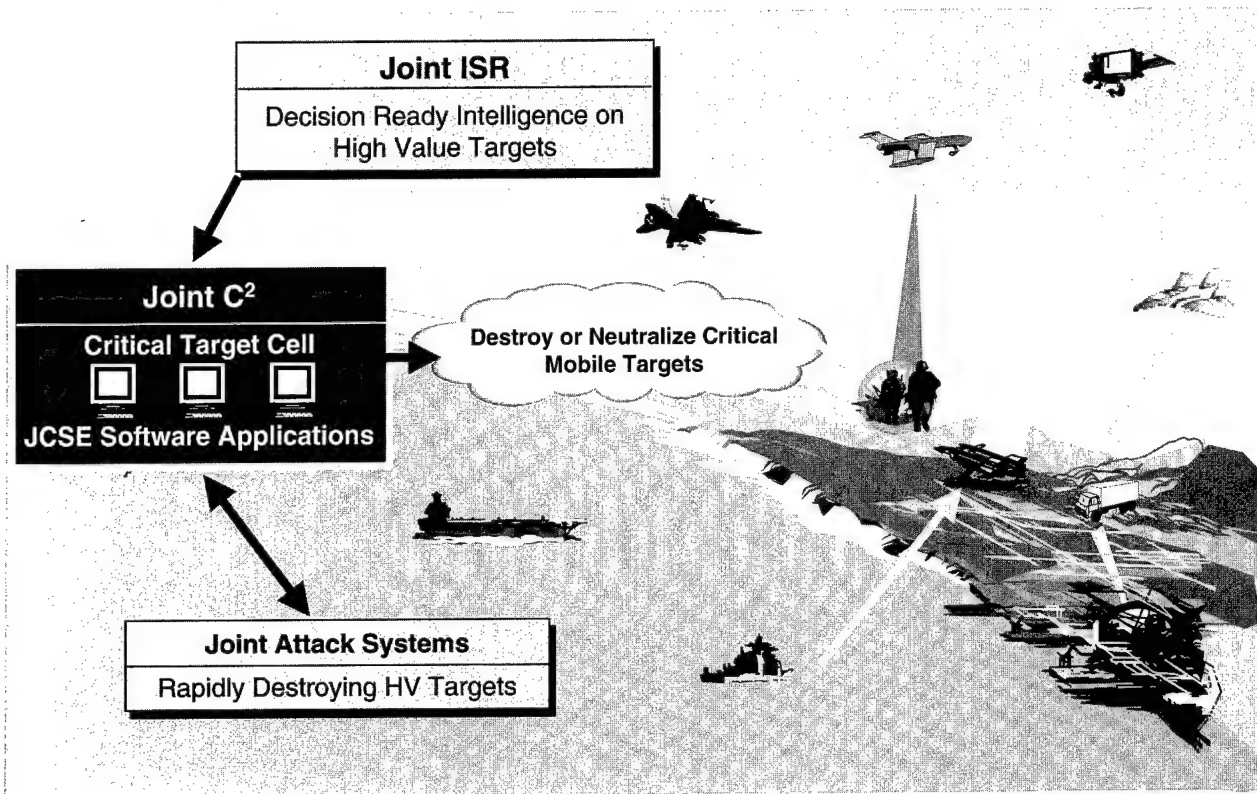 Joint ISR
Decision Ready Intelligence on
High Value Targets
Joint C²
Critical Target Cell
JCSE Software Applications
Destroy or Neutralize Critical
Mobile Targets
Joint Attack Systems
Rapidly Destroying HV Targets